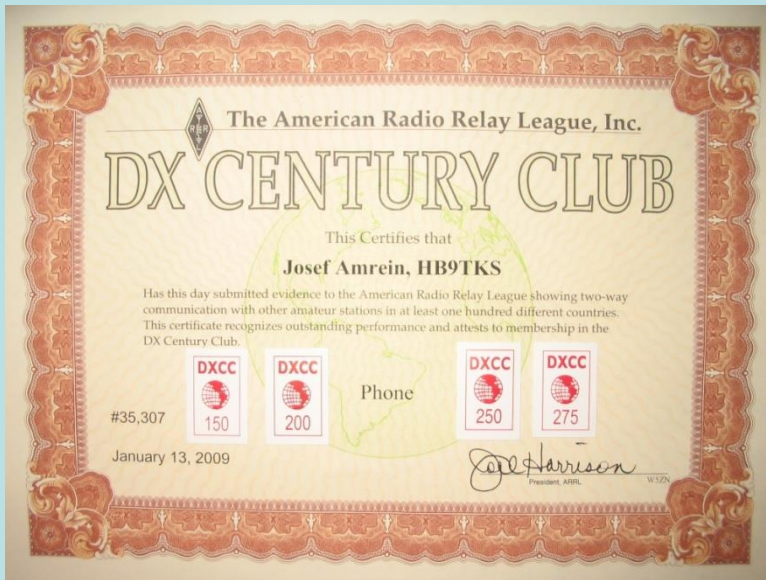 The American Radio Relay League, Inc.
A
R R
L
DX CENTURY CLUB
This Certifies that
Josef Amrein, HB9TKS
Has this day submitted evidence to the American Radio Relay League showing two-way
communication with other amateur stations in at least one hundred different countries.
This certificate recognizes outstanding performance and attests to membership in the
DX Century Club.
DXCC
150
DXCC
200
Phone
DXCC
250
DXCC
275
#35,307
January 13, 2009
Joel Harrison
President, ARRL
W5ZN